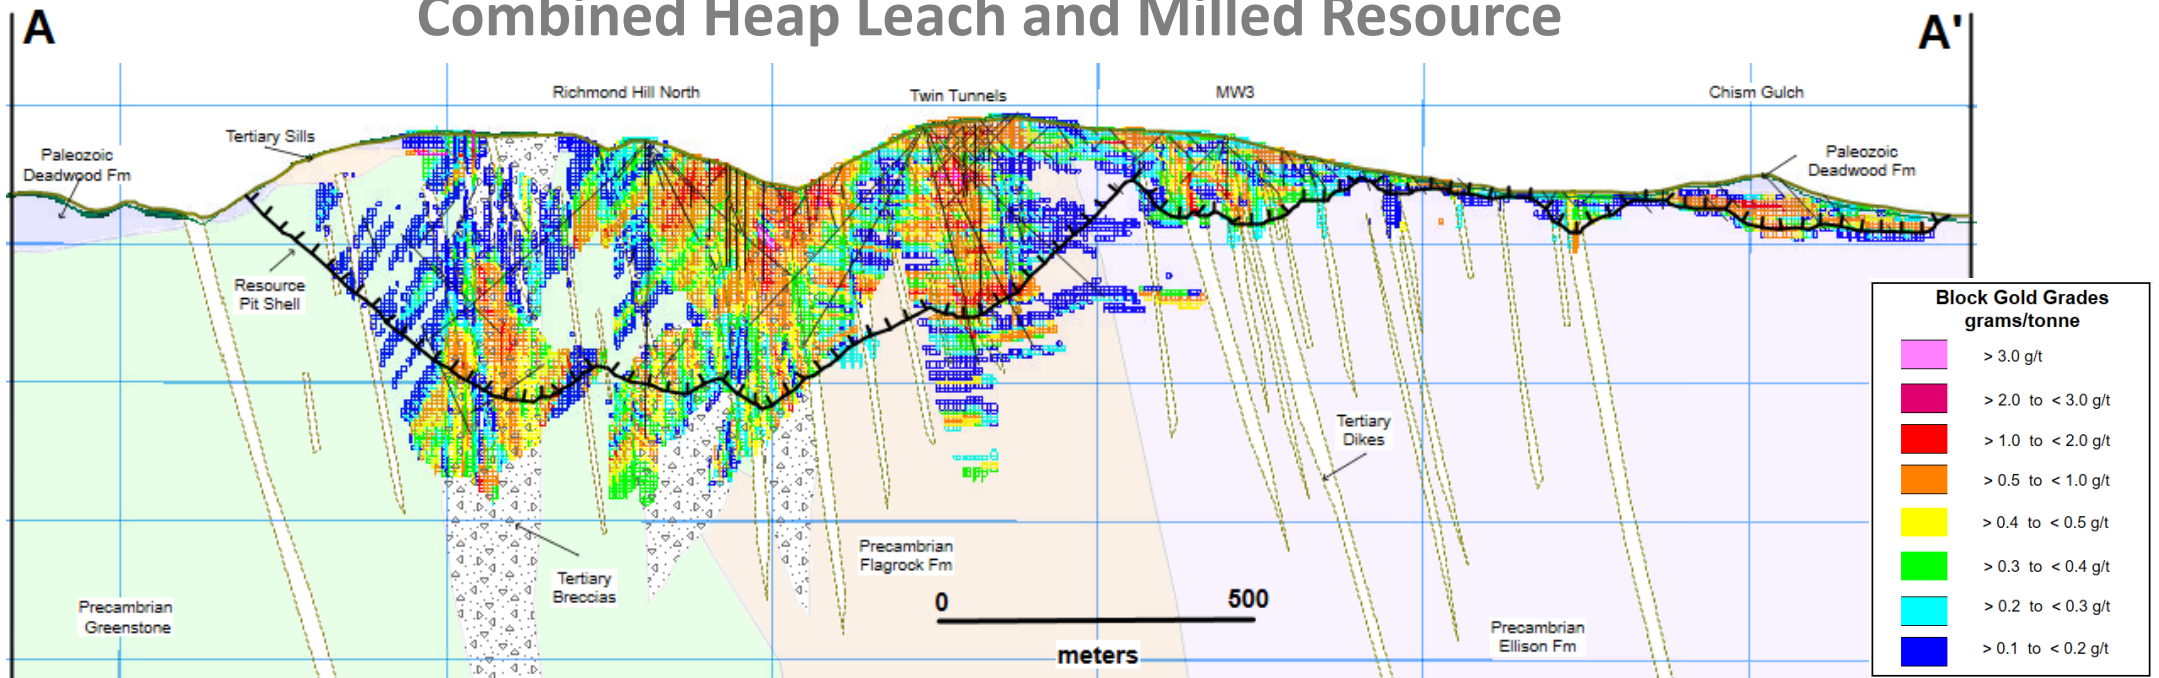 Combined Heap Leach and Milled Resource
A
A'
Richmond Hill North
Twin Tunnels
MW3
Chism Gulch
Tertiary Sills
Paleozoic
Deadwood Fm
Paleozoic
Deadwood Fm
Resource
Pit Shell
Block Gold Grades
grams/tonne
> 3.0 g/t
> 2.0 to < 3.0 g/t
> 1.0 to < 2.0 g/t
> 0.5 to < 1.0 g/t
> 0.4 to < 0.5 g/t
> 0.3 to < 0.4 g/t
> 0.2 to < 0.3 g/t
> 0.1 to < 0.2 g/t
Tertiary
Dikes
Precambrian
Flagrock Fm
Tertiary
Breccias
Precambrian
Greenstone
0
500
meters
Precambrian
Ellison Fm